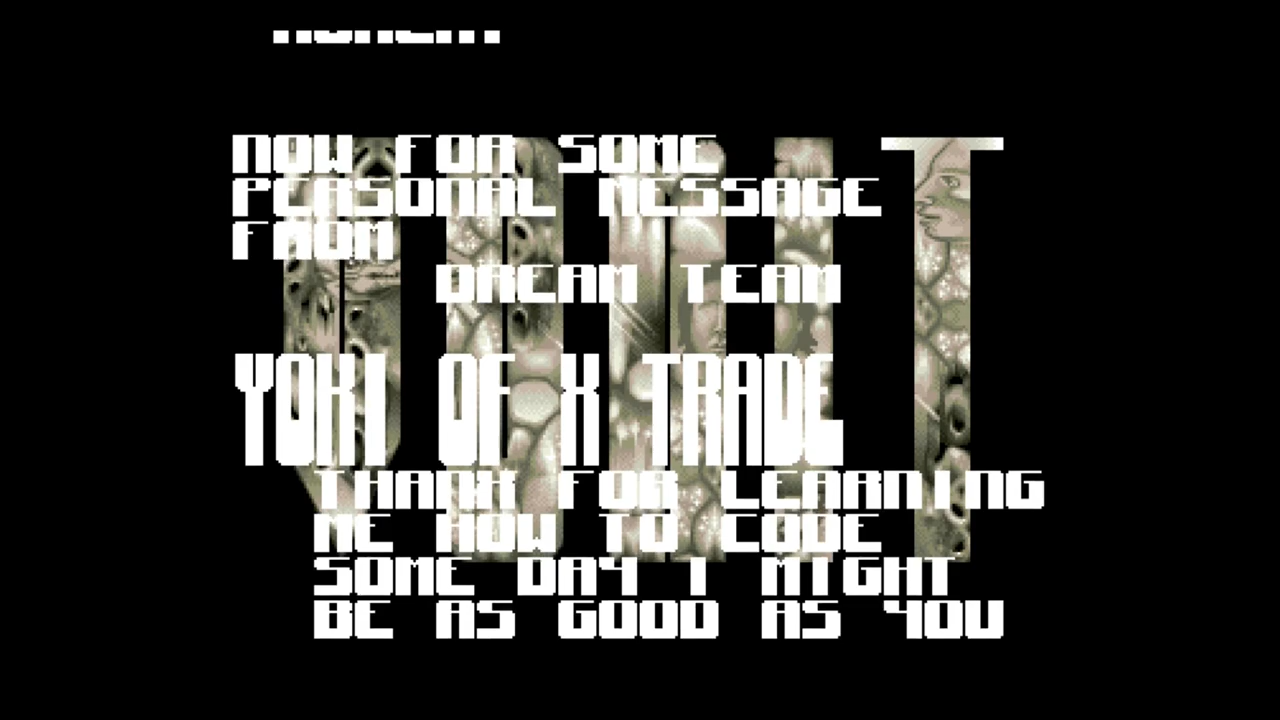 NOW FOR SOME
PERSONAL MESSAGE
FROM
DREAM TEAM
YOKI OF X TRADE
THANK FOR LEARNING
ME HOW TO CODE
SOME DAY I MIGHT
BE AS GOOD AS YOU